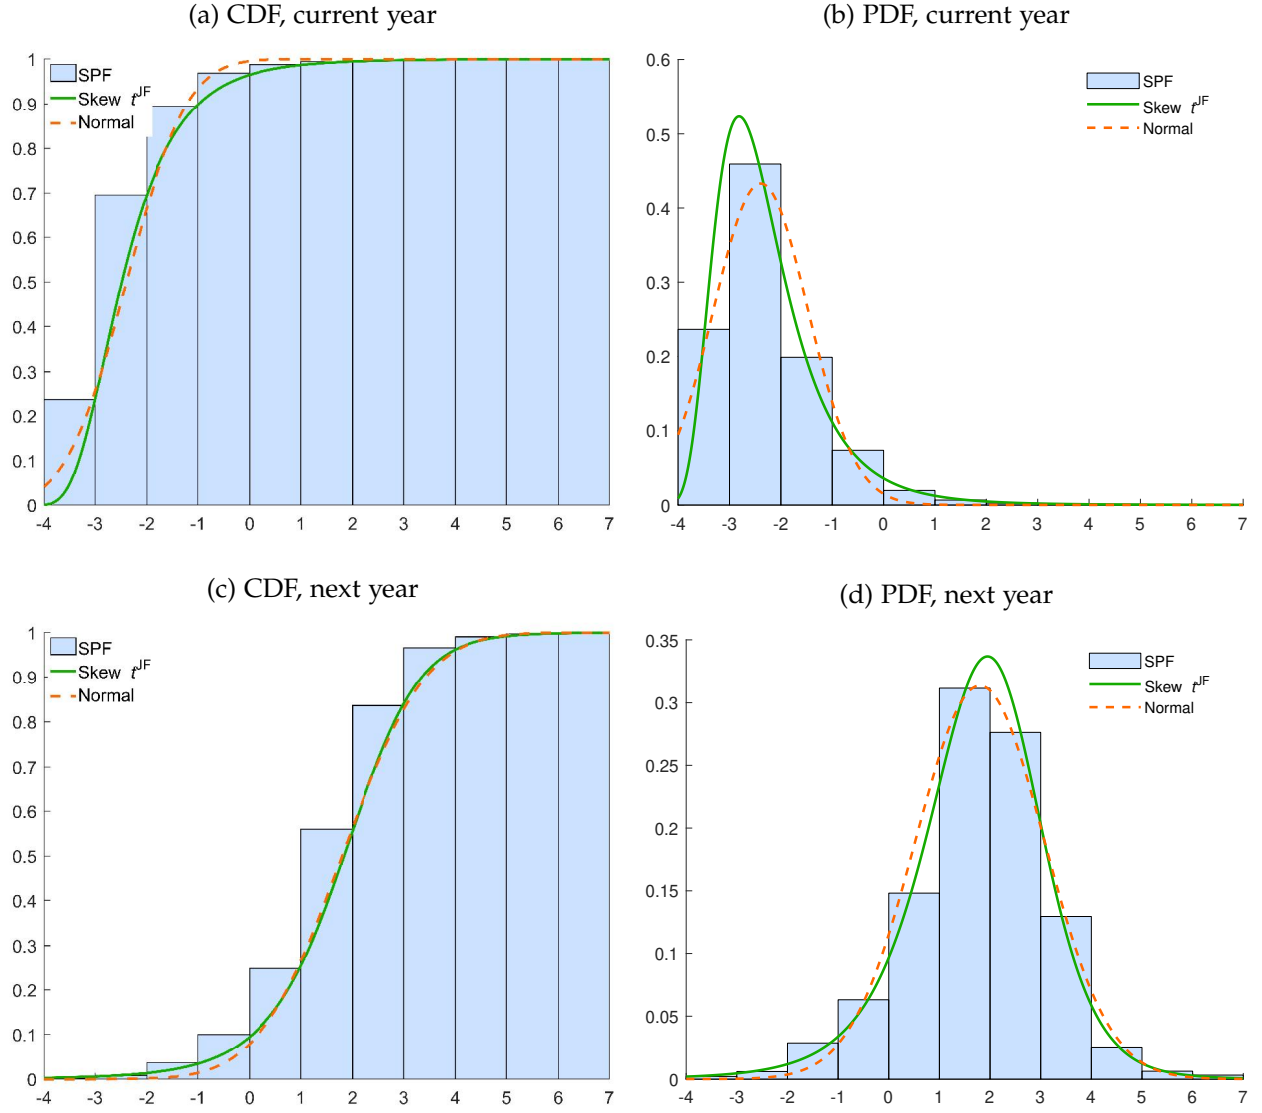 (a) CDF, current year
1
0.9
0.8
0.7
0.6
0.5
0.4
0.3
0.2
0.1
0
SPF
Skew t^JF
Normal
-4 -3 -2 -1 0 1 2 3 4 5 6 7
(b) PDF, current year
0.6
0.5
0.4
0.3
0.2
0.1
0
SPF
Skew t^JF
Normal
-4 -3 -2 -1 0 1 2 3 4 5 6 7
(c) CDF, next year
1
0.9
0.8
0.7
0.6
0.5
0.4
0.3
0.2
0.1
0
SPF
Skew t^JF
Normal
-4 -3 -2 -1 0 1 2 3 4 5 6 7
(d) PDF, next year
0.35
0.3
0.25
0.2
0.15
0.1
0.05
0
SPF
Skew t^JF
Normal
-4 -3 -2 -1 0 1 2 3 4 5 6 7